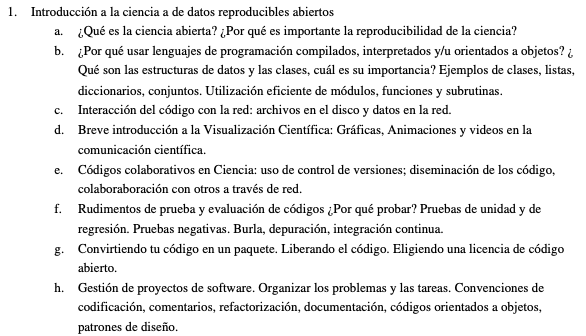 1. Introducción a la ciencia a de datos reproducibles abiertos
a. ¿Qué es la ciencia abierta? ¿Por qué es importante la reproducibilidad de la ciencia?
b. ¿Por qué usar lenguajes de programación compilados, interpretados y/u orientados a objetos? ¿
Qué son las estructuras de datos y las clases, cuál es su importancia? Ejemplos de clases, listas,
diccionarios, conjuntos. Utilización eficiente de módulos, funciones y subrutinas.
c. Interacción del código con la red: archivos en el disco y datos en la red.
d. Breve introducción a la Visualización Científica: Gráficas, Animaciones y videos en la
comunicación científica.
e. Códigos colaborativos en Ciencia: uso de control de versiones; diseminación de los código,
colaboraboración con otros a través de red.
f. Rudimentos de prueba y evaluación de códigos ¿Por qué probar? Pruebas de unidad y de
regresión. Pruebas negativas. Burla, depuración, integración continua.
g. Convirtiendo tu código en un paquete. Liberando el código. Eligiendo una licencia de código
abierto.
h. Gestión de proyectos de software. Organizar los problemas y las tareas. Convenciones de
codificación, comentarios, refactorización, documentación, códigos orientados a objetos,
patrones de diseño.